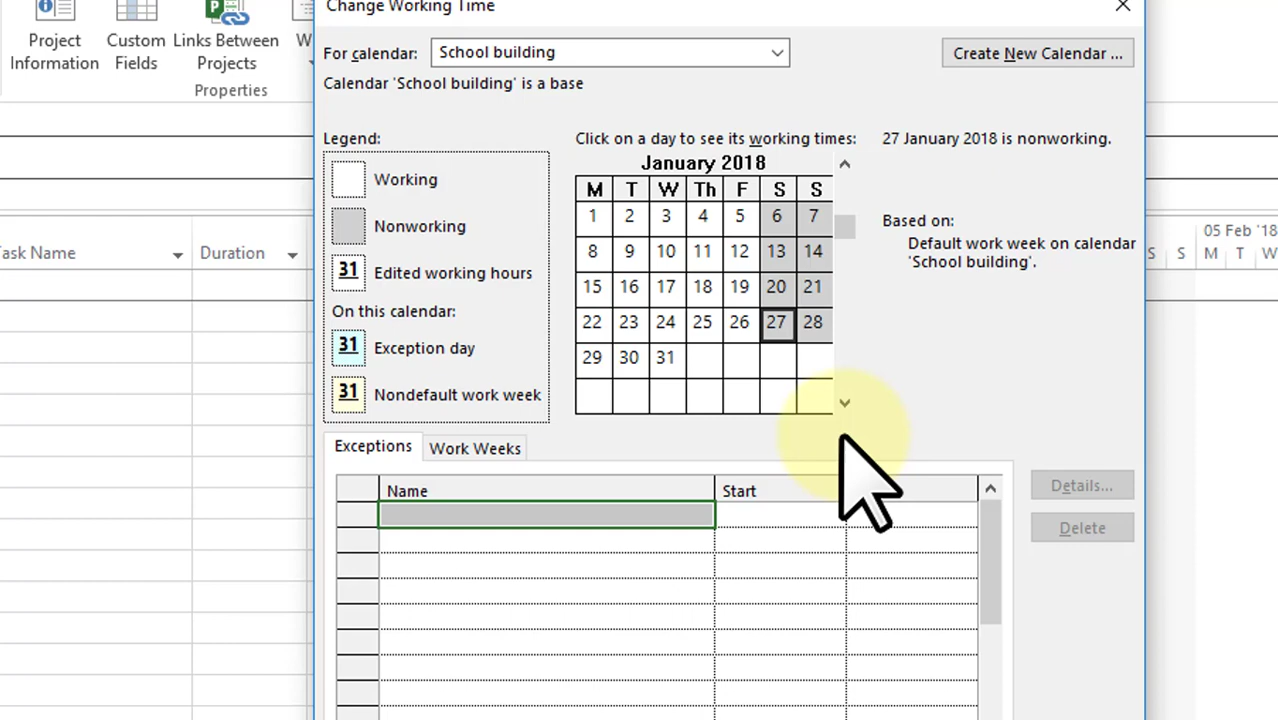 Change Working Time
Project Information
Custom Fields
Links Between Projects
W
Properties
For calendar: School building
Create New Calendar ...
Calendar 'School building' is a base
Legend:
Working
Nonworking
31 Edited working hours
On this calendar:
31 Exception day
31 Nondefault work week
Click on a day to see its working times:
January 2018
M T W Th F S S
1 2 3 4 5 6 7
8 9 10 11 12 13 14
15 16 17 18 19 20 21
22 23 24 25 26 27 28
29 30 31
27 January 2018 is nonworking.
Based on:
Default work week on calendar
'School building'.
ask Name
Duration
05 Feb '18
S S M T W
Exceptions
Work Weeks
Name Start
Details...
Delete